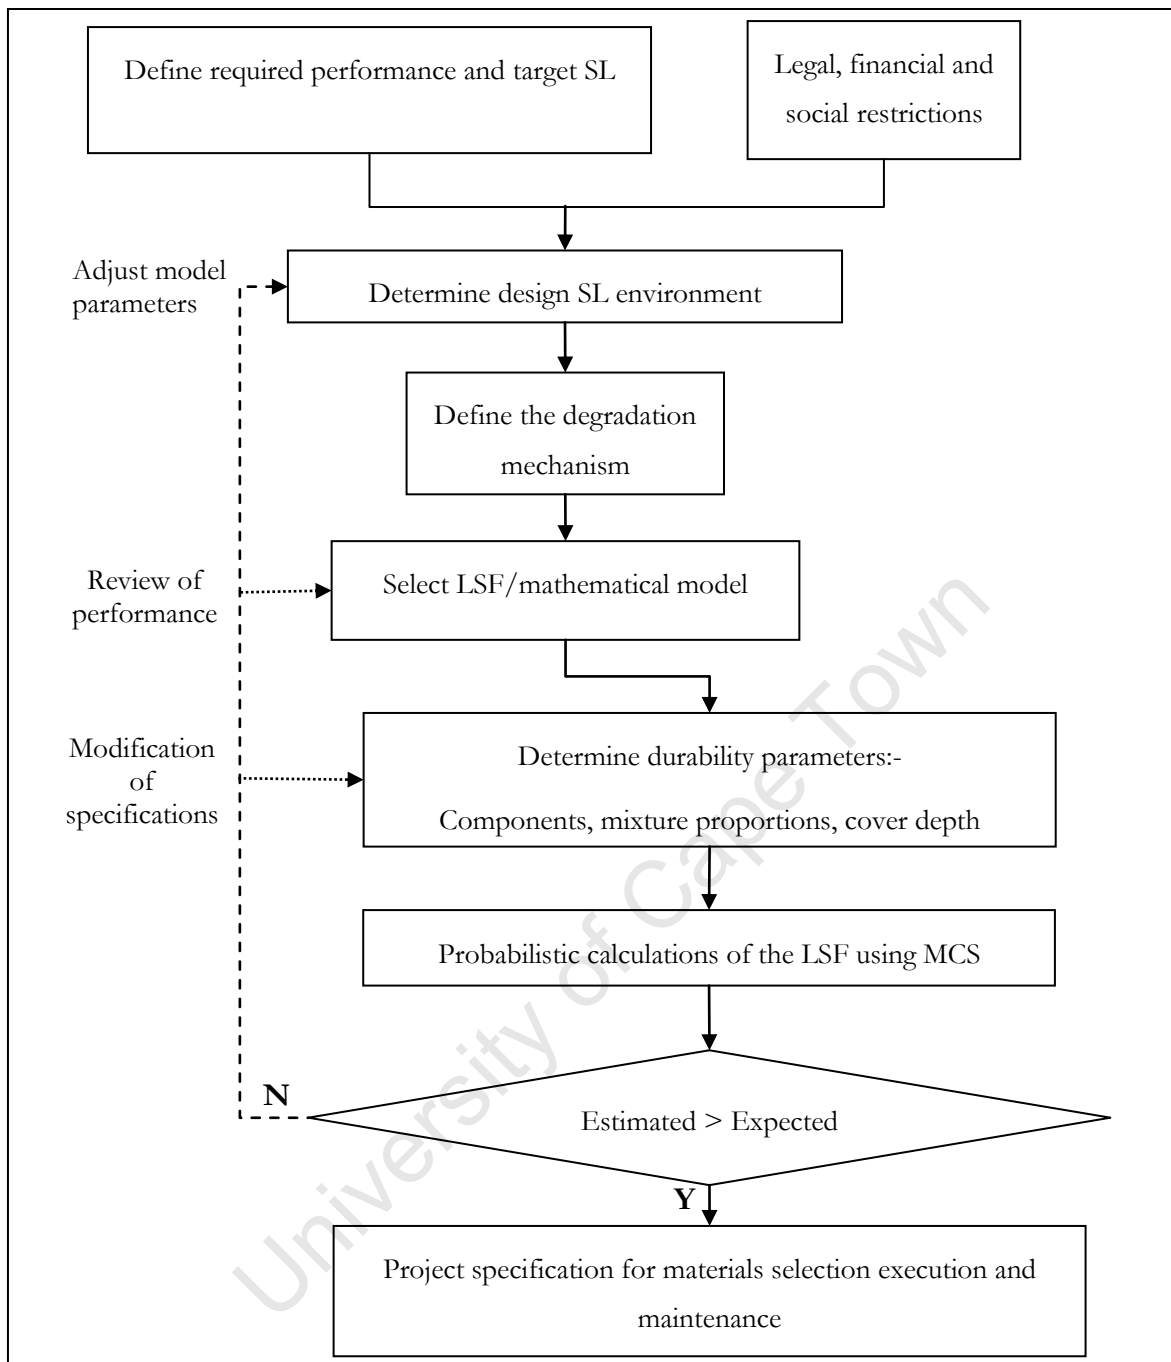 Define required performance and target SL
Legal, financial and
social restrictions
Adjust model
parameters
Determine design SL environment
Define the degradation
mechanism
Review of
performance
Select LSF/mathematical model
Modification
of
specifications
Determine durability parameters:-
Components, mixture proportions, cover depth
Probabilistic calculations of the LSF using MCS
N
Estimated > Expected
Y
Project specification for materials selection execution and
maintenance
University of Cape Town